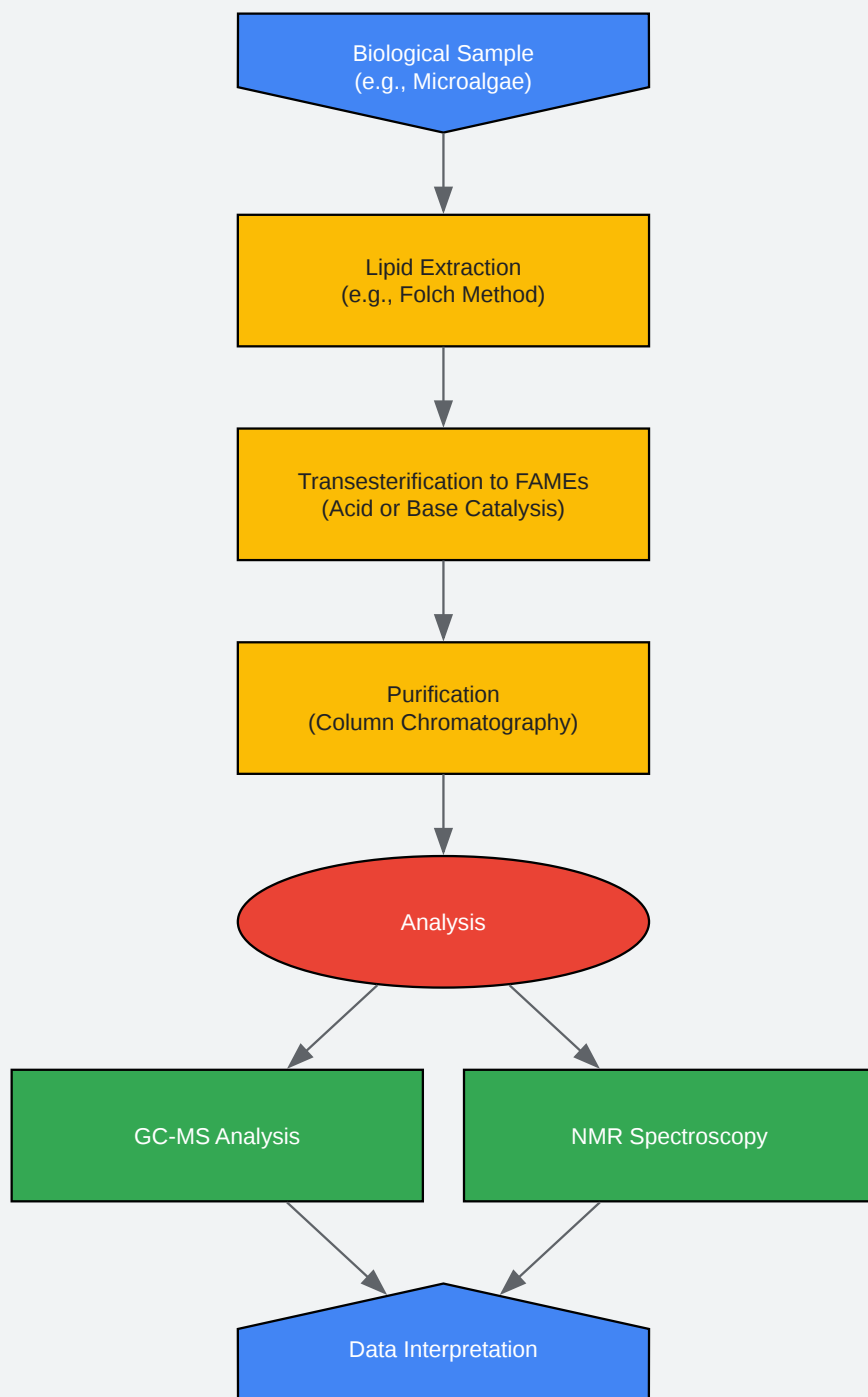 Biological Sample
(e.g., Microalgae)
Lipid Extraction
(e.g., Folch Method)
Transesterification to FAMEs
(Acid or Base Catalysis)
Purification
(Column Chromatography)
Analysis
GC-MS Analysis
NMR Spectroscopy
Data Interpretation